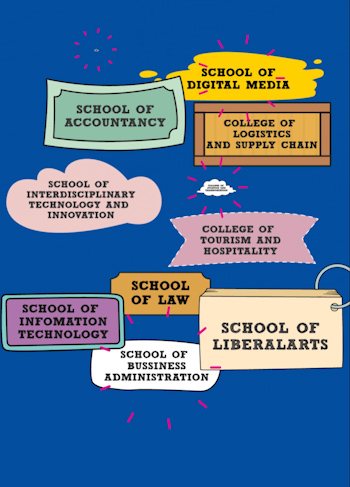 SCHOOL OF
DIGITAL MEDIA
SCHOOL OF
ACCOUNTANCY
COLLEGE OF
LOGISTICS
AND SUPPLY CHAIN
SCHOOL OF
INTERDISCIPLINARY
TECHNOLOGY AND
INNOVATION
COLLEGE OF
TOURISM AND
HOSPITALITY
SCHOOL
OF LAW
SCHOOL OF
INFOMATION
TECHNOLOGY
SCHOOL OF
LIBERALARTS
SCHOOL OF
BUSSINESS
ADMINISTRATION